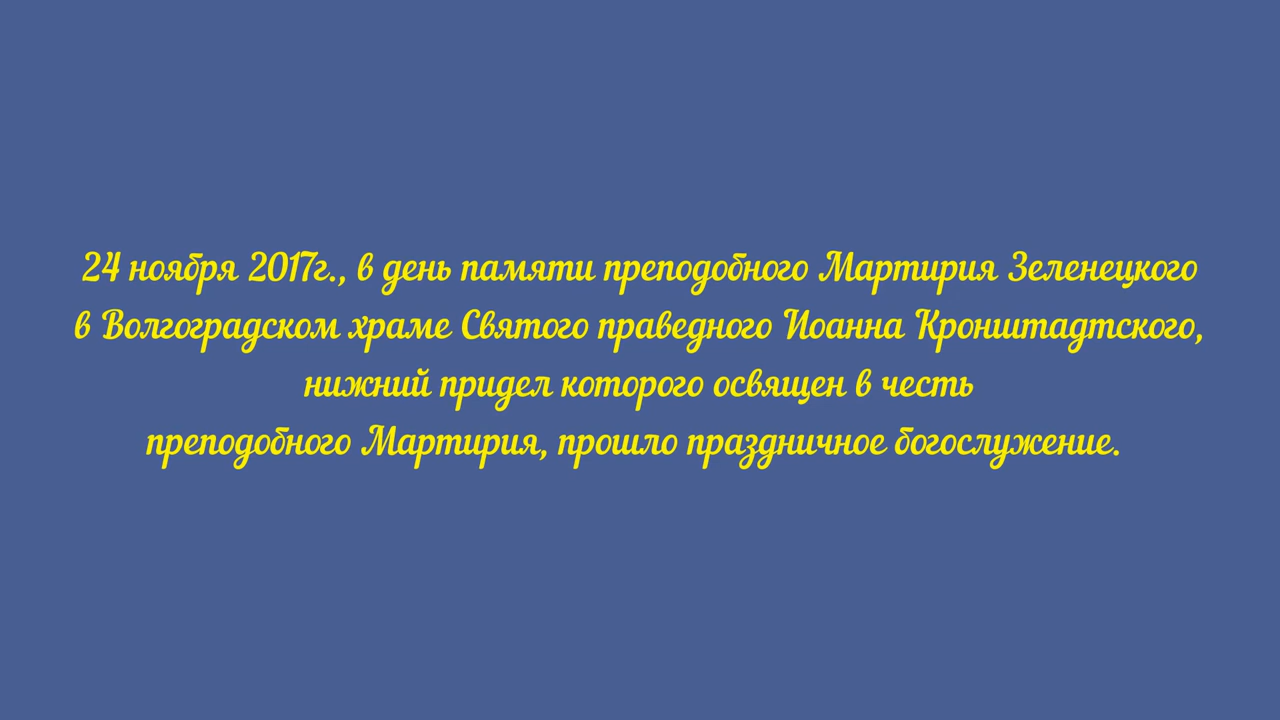 24 ноября 2017г., в день памяти преподобного Мартирия Зеленецкого
в Волгоградском храме Святого праведного Иоанна Кронштадтского,
нижний придел которого освящен в честь
преподобного Мартирия, прошло праздничное богослужение.